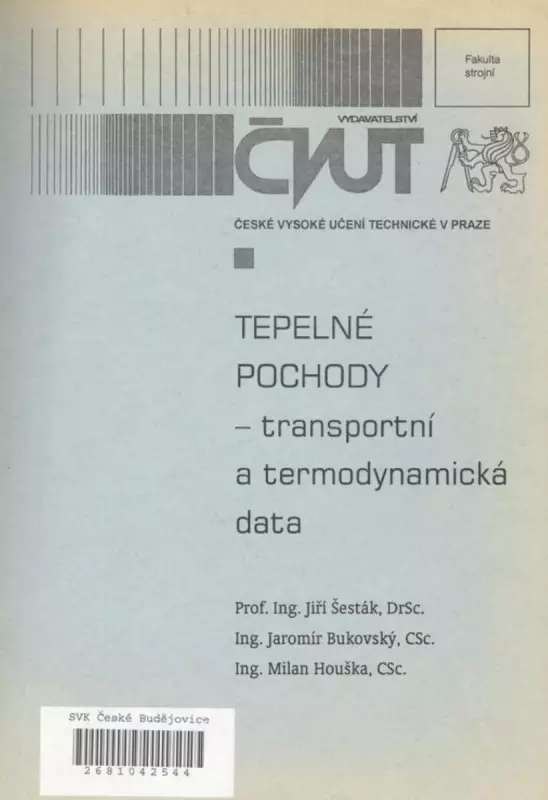 Fakulta
strojní
VYDAVATELSTVÍ
ČVUT
ČESKÉ VYSOKÉ UČENÍ TECHNICKÉ V PRAZE
TEPELNÉ
POCHODY
– transportní
a termodynamická
data
Prof. Ing. Jiří Šesták, DrSc.
Ing. Jaromír Bukovský, CSc.
Ing. Milan Houška, CSc.
SVK České Budějovice
2681042544